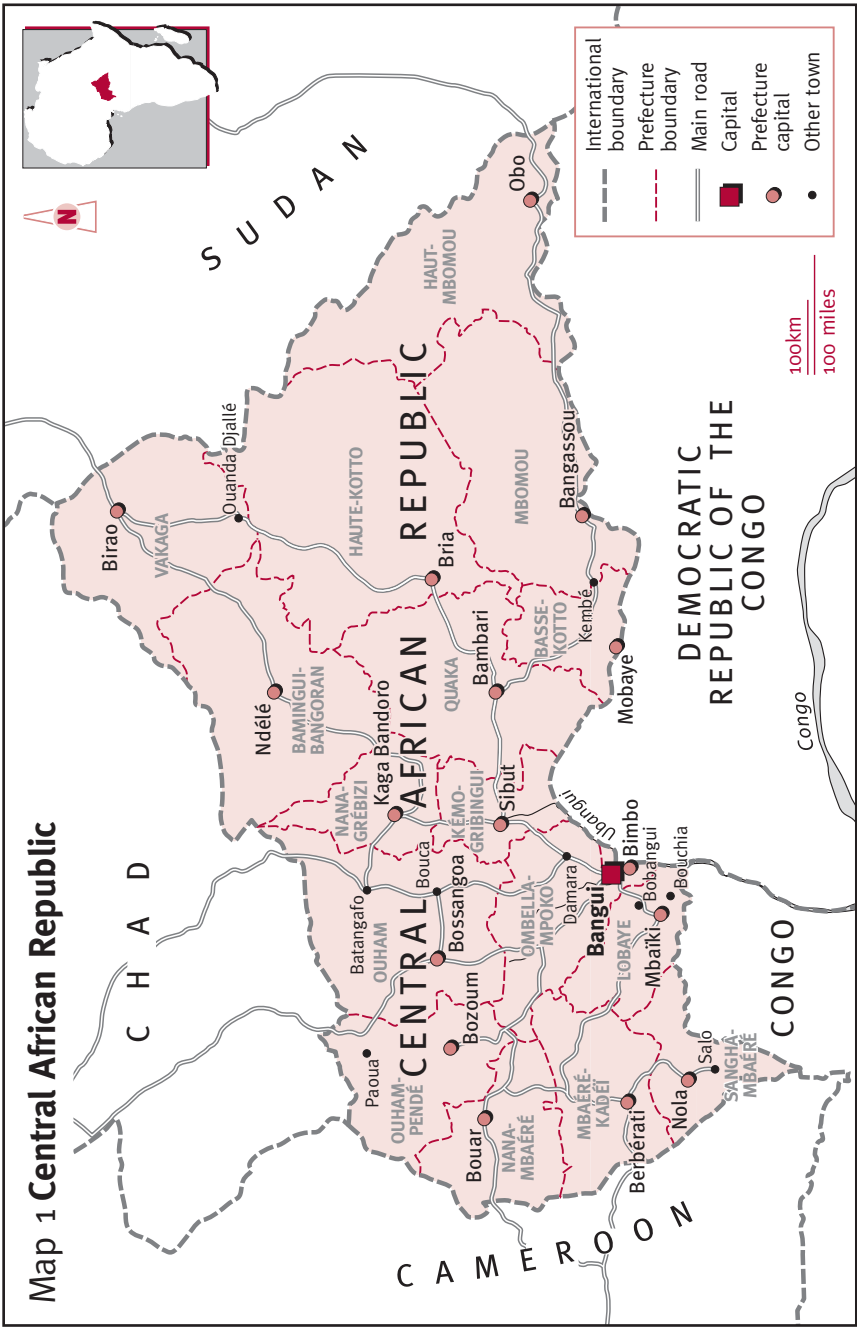 Map 1 Central African Republic
N
SUDAN
CHAD
CAMEROON
CONGO
DEMOCRATIC
REPUBLIC OF THE
CONGO
CENTRAL AFRICAN REPUBLIC
Birao
VAKAGA
Ouanda Djallé
Ndélé
BAMINGUI-
BANGORAN
HAUTE-KOTTO
HAUT-
MBOMOU
Obo
Bria
MBOMOU
Bangassou
Kembé
BASSE-
KOTTO
Mobaye
Bambari
QUAKA
Kaga Bandoro
NANA-
GRÉBIZI
KÉMO-
GRIBINGUI
Sibut
Batangafo
OUHAM
Bouca
Bossangoa
Paoua
OUHAM-
PENDÉ
Bozoum
OMBELLA-
MPOKO
Damara
Ubangui
Bangui
Bimbo
Bobangui
Bouchia
LOBAYE
Mbaïki
Bouar
NANA-
MBAÉRÉ
MBAÉRÉ-
KADÉÏ
Berbérati
Nola
Salo
SANGHA-
MBAÉRÉ
Congo
100km
100 miles
International
boundary
Prefecture
boundary
Main road
Capital
Prefecture
capital
Other town